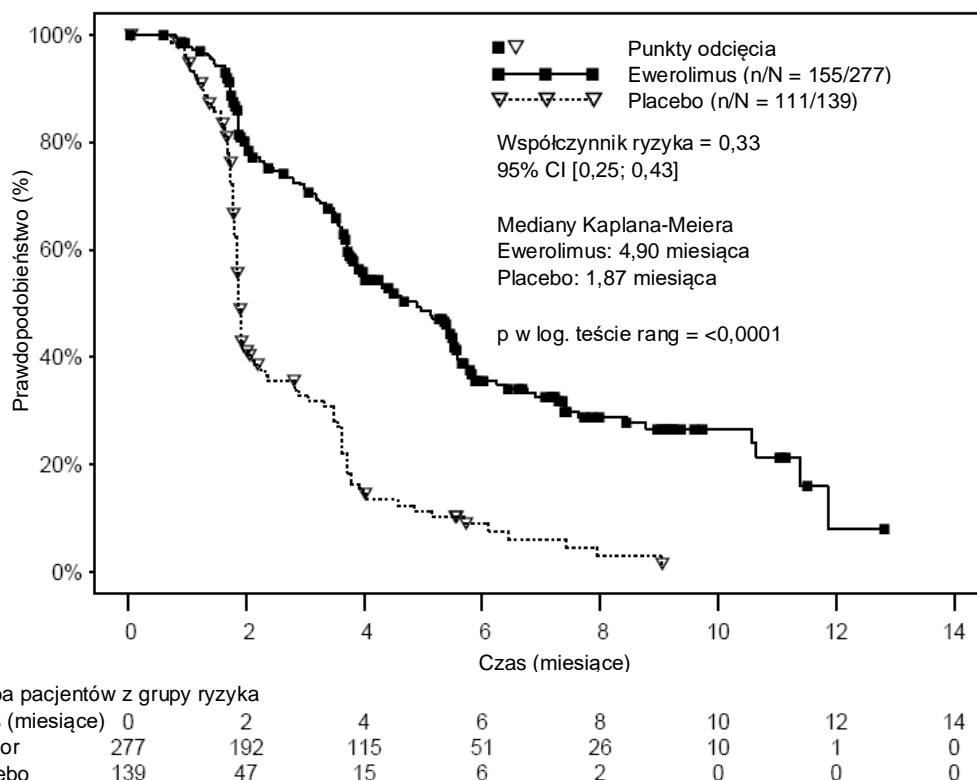 100%
80%
60%
40%
20%
0%
Prawdopodobieństwo (%)
Punkty odcięcia
Ewerolimus (n/N = 155/277)
Placebo (n/N = 111/139)
Współczynnik ryzyka = 0,33
95% CI [0,25; 0,43]
Mediany Kaplana-Meiera
Ewerolimus: 4,90 miesiąca
Placebo: 1,87 miesiąca
p w log. teście rang = <0,0001
0 2 4 6 8 10 12 14
Czas (miesiące)
pacjentów z grupy ryzyka
(miesiące) 0 2 4 6 8 10 12 14
277 192 115 51 26 10 1 0
139 47 15 6 2 0 0 0